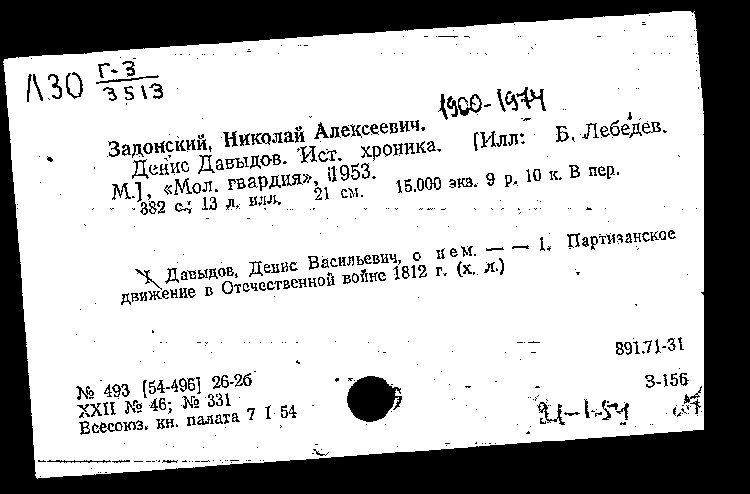 Л30 Г-3
3513
1900-1974
Задонский, Николай Алексеевич.
Денис Давыдов. Ист. хроника. [Илл: Б. Лебедев.
М.], «Мол. гвардия», 1953.
382 с.; 13 л. илл. 21 см. 15.000 экз. 9 р. 10 к. В пер.
I. Давыдов, Денис Васильевич, о нем. — — 1. Партизанское
движение в Отечественной войне 1812 г. (х. л.)
891.71-31
№ 493 [54-496] 26-2б
З-156
XXII № 46; № 331
Всесоюз. кн. палата 7 I 54
21-I-54